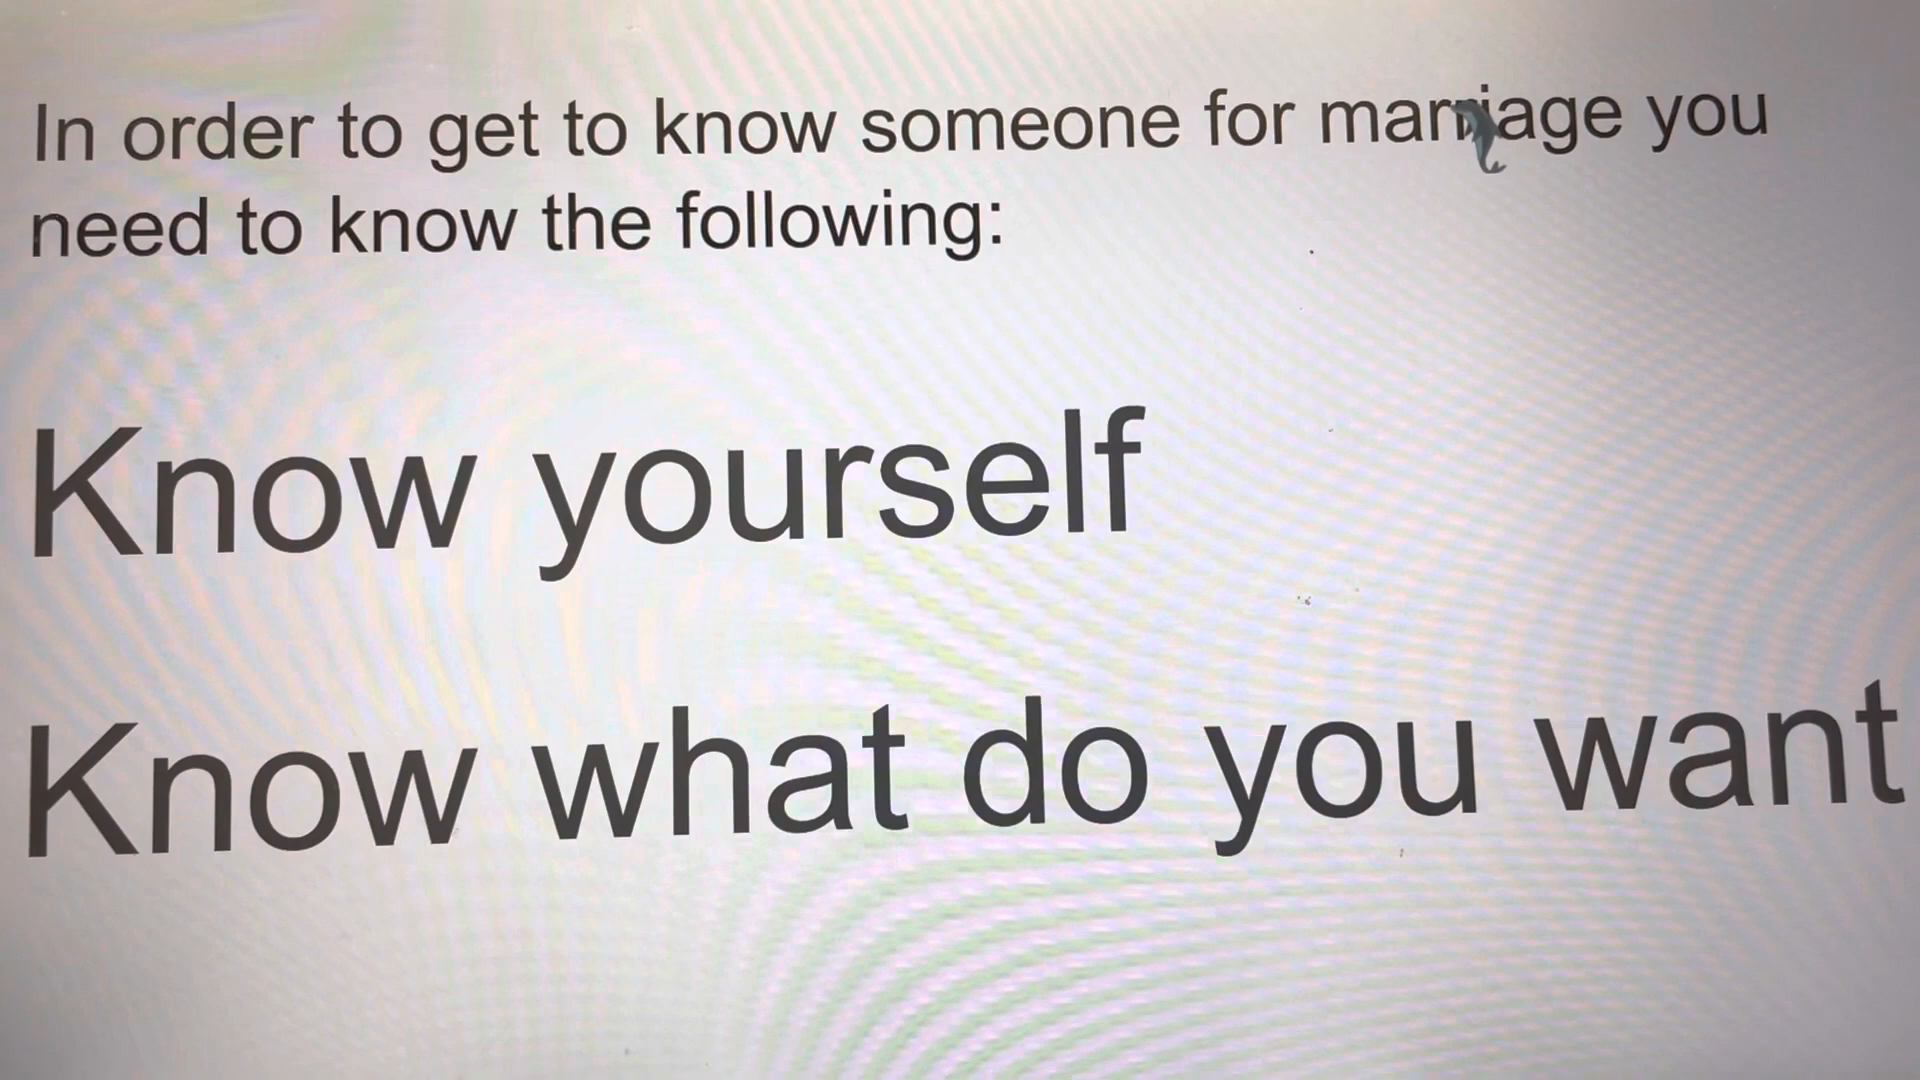 In order to get to know someone for marriage you
need to know the following:
Know yourself
Know what do you want